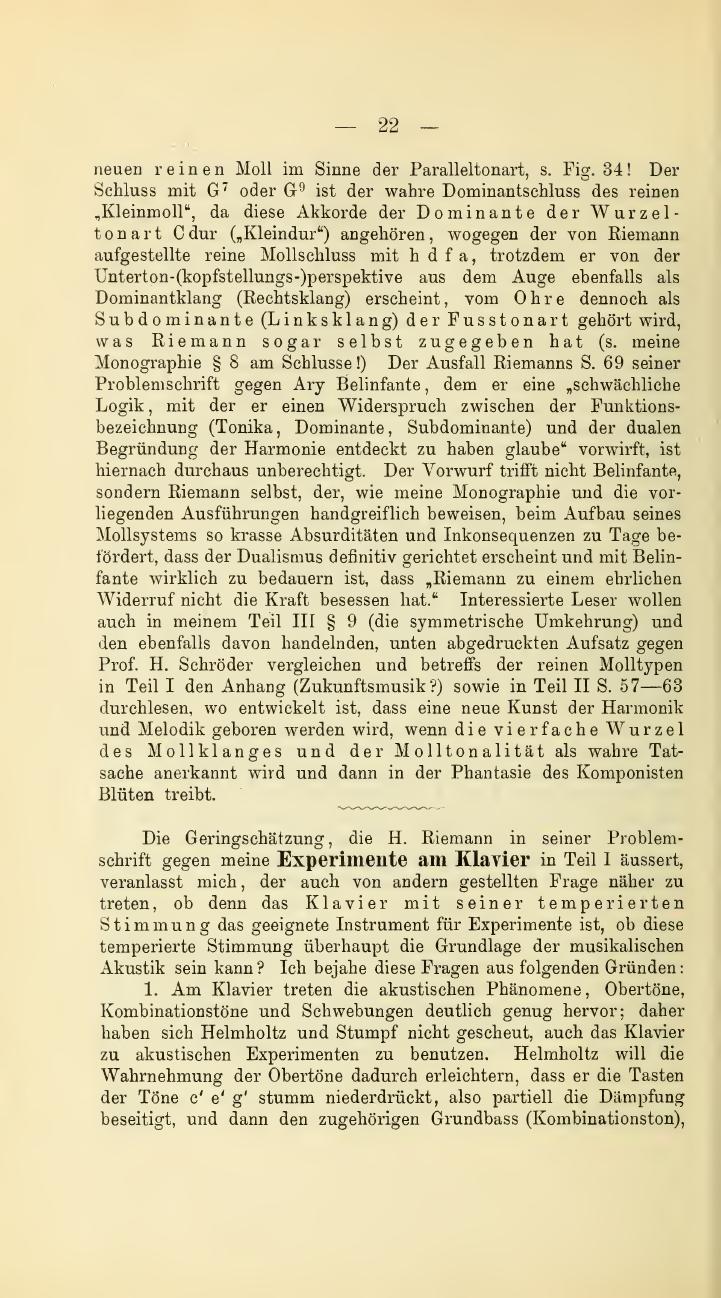 — 22 —
neuen reinen Moll im Sinne der Paralleltonart, s. Fig. 34! Der
Schluss mit G⁷ oder G⁹ ist der wahre Dominantschluss des reinen
„Kleinmoll“, da diese Akkorde der Dominante der Wurzel-
tonart Cdur („Kleindur“) angehören, wogegen der von Riemann
aufgestellte reine Mollschluss mit h d f a, trotzdem er von der
Unterton-(kopfstellungs-)perspektive aus dem Auge ebenfalls als
Dominantklang (Rechtsklang) erscheint, vom Ohre dennoch als
Subdominante (Linksklang) der Fusstonart gehört wird,
was Riemann sogar selbst zugegeben hat (s. meine
Monographie § 8 am Schlusse!) Der Ausfall Riemanns S. 69 seiner
Problemschrift gegen Ary Belinfante, dem er eine „schwächliche
Logik, mit der er einen Widerspruch zwischen der Funktions-
bezeichnung (Tonika, Dominante, Subdominante) und der dualen
Begründung der Harmonie entdeckt zu haben glaube“ vorwirft, ist
hiernach durchaus unberechtigt. Der Vorwurf trifft nicht Belinfante,
sondern Riemann selbst, der, wie meine Monographie und die vor-
liegenden Ausführungen handgreiflich beweisen, beim Aufbau seines
Mollsystems so krasse Absurditäten und Inkonsequenzen zu Tage be-
fördert, dass der Dualismus definitiv gerichtet erscheint und mit Belin-
fante wirklich zu bedauern ist, dass „Riemann zu einem ehrlichen
Widerruf nicht die Kraft besessen hat.“ Interessierte Leser wollen
auch in meinem Teil III § 9 (die symmetrische Umkehrung) und
den ebenfalls davon handelnden, unten abgedruckten Aufsatz gegen
Prof. H. Schröder vergleichen und betreffs der reinen Molltypen
in Teil I den Anhang (Zukunftsmusik?) sowie in Teil II S. 57—63
durchlesen, wo entwickelt ist, dass eine neue Kunst der Harmonik
und Melodik geboren werden wird, wenn die vierfache Wurzel
des Mollklanges und der Molltonalität als wahre Tat-
sache anerkannt wird und dann in der Phantasie des Komponisten
Blüten treibt.
Die Geringschätzung, die H. Riemann in seiner Problem-
schrift gegen meine Experimente am Klavier in Teil I äussert,
veranlasst mich, der auch von andern gestellten Frage näher zu
treten, ob denn das Klavier mit seiner temperierten
Stimmung das geeignete Instrument für Experimente ist, ob diese
temperierte Stimmung überhaupt die Grundlage der musikalischen
Akustik sein kann? Ich bejahe diese Fragen aus folgenden Gründen:
1. Am Klavier treten die akustischen Phänomene, Obertöne,
Kombinationstöne und Schwebungen deutlich genug hervor; daher
haben sich Helmholtz und Stumpf nicht gescheut, auch das Klavier
zu akustischen Experimenten zu benutzen. Helmholtz will die
Wahrnehmung der Obertöne dadurch erleichtern, dass er die Tasten
der Töne c′ e′ g′ stumm niederdrückt, also partiell die Dämpfung
beseitigt, und dann den zugehörigen Grundbass (Kombinationston),